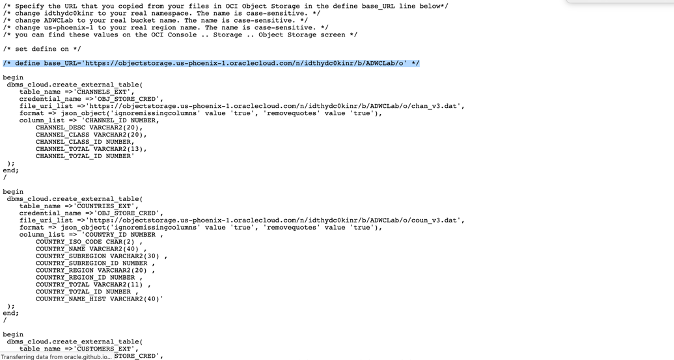 /* Specify the URL that you copied from your files in OCI Object Storage in the define base_URL line below*/
/* change idthydc0kinr to your real namespace. The name is case-sensitive. */
/* change ADWCLab to your real bucket name. The name is case-sensitive. */
/* change us-phoenix-1 to your real region name. The name is case-sensitive. */
/* you can find these values on the OCI Console .. Storage .. Object Storage screen */
/* set define on */
/* define base_URL='https://objectstorage.us-phoenix-1.oraclecloud.com/n/idthydc0kinr/b/ADWCLab/o' */
begin
dbms_cloud.create_external_table(
table_name =>'CHANNELS_EXT',
credential_name =>'OBJ_STORE_CRED',
file_uri_list =>'https://objectstorage.us-phoenix-1.oraclecloud.com/n/idthydc0kinr/b/ADWCLab/o/chan_v3.dat',
format => json_object('ignoremissingcolumns' value 'true', 'removequotes' value 'true'),
column_list => 'CHANNEL_ID NUMBER,
CHANNEL_DESC VARCHAR2(20),
CHANNEL_CLASS VARCHAR2(20),
CHANNEL_CLASS_ID NUMBER,
CHANNEL_TOTAL VARCHAR2(13),
CHANNEL_TOTAL_ID NUMBER'
);
end;
/
begin
dbms_cloud.create_external_table(
table_name =>'COUNTRIES_EXT',
credential_name =>'OBJ_STORE_CRED',
file_uri_list =>'https://objectstorage.us-phoenix-1.oraclecloud.com/n/idthydc0kinr/b/ADWCLab/o/coun_v3.dat',
format => json_object('ignoremissingcolumns' value 'true', 'removequotes' value 'true'),
column_list => 'COUNTRY_ID NUMBER ,
COUNTRY_ISO_CODE CHAR(2) ,
COUNTRY_NAME VARCHAR2(40) ,
COUNTRY_SUBREGION VARCHAR2(30) ,
COUNTRY_SUBREGION_ID NUMBER ,
COUNTRY_REGION VARCHAR2(20) ,
COUNTRY_REGION_ID NUMBER ,
COUNTRY_TOTAL VARCHAR2(11) ,
COUNTRY_TOTAL_ID NUMBER ,
COUNTRY_NAME_HIST VARCHAR2(40)'
);
end;
/
begin
dbms_cloud.create_external_table(
table_name =>'CUSTOMERS_EXT',
Transferring data from oracle.github.io... STORE_CRED',